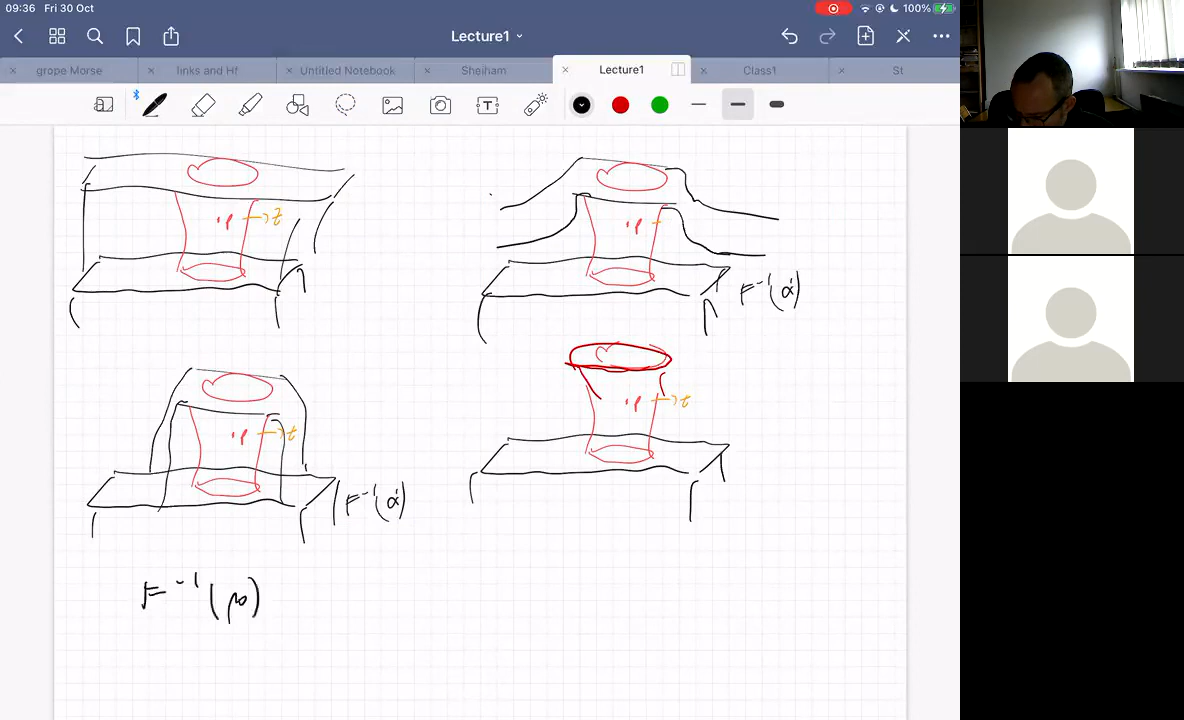 09:36 Fri 30 Oct
100%
Lecture1
grope Morse
links and Hf
Untitled Notebook
Sheiham
Lecture1
Class1
St
T
p t
p
F⁻¹(α)
p t
F⁻¹(α)
p t
F⁻¹(p₀)